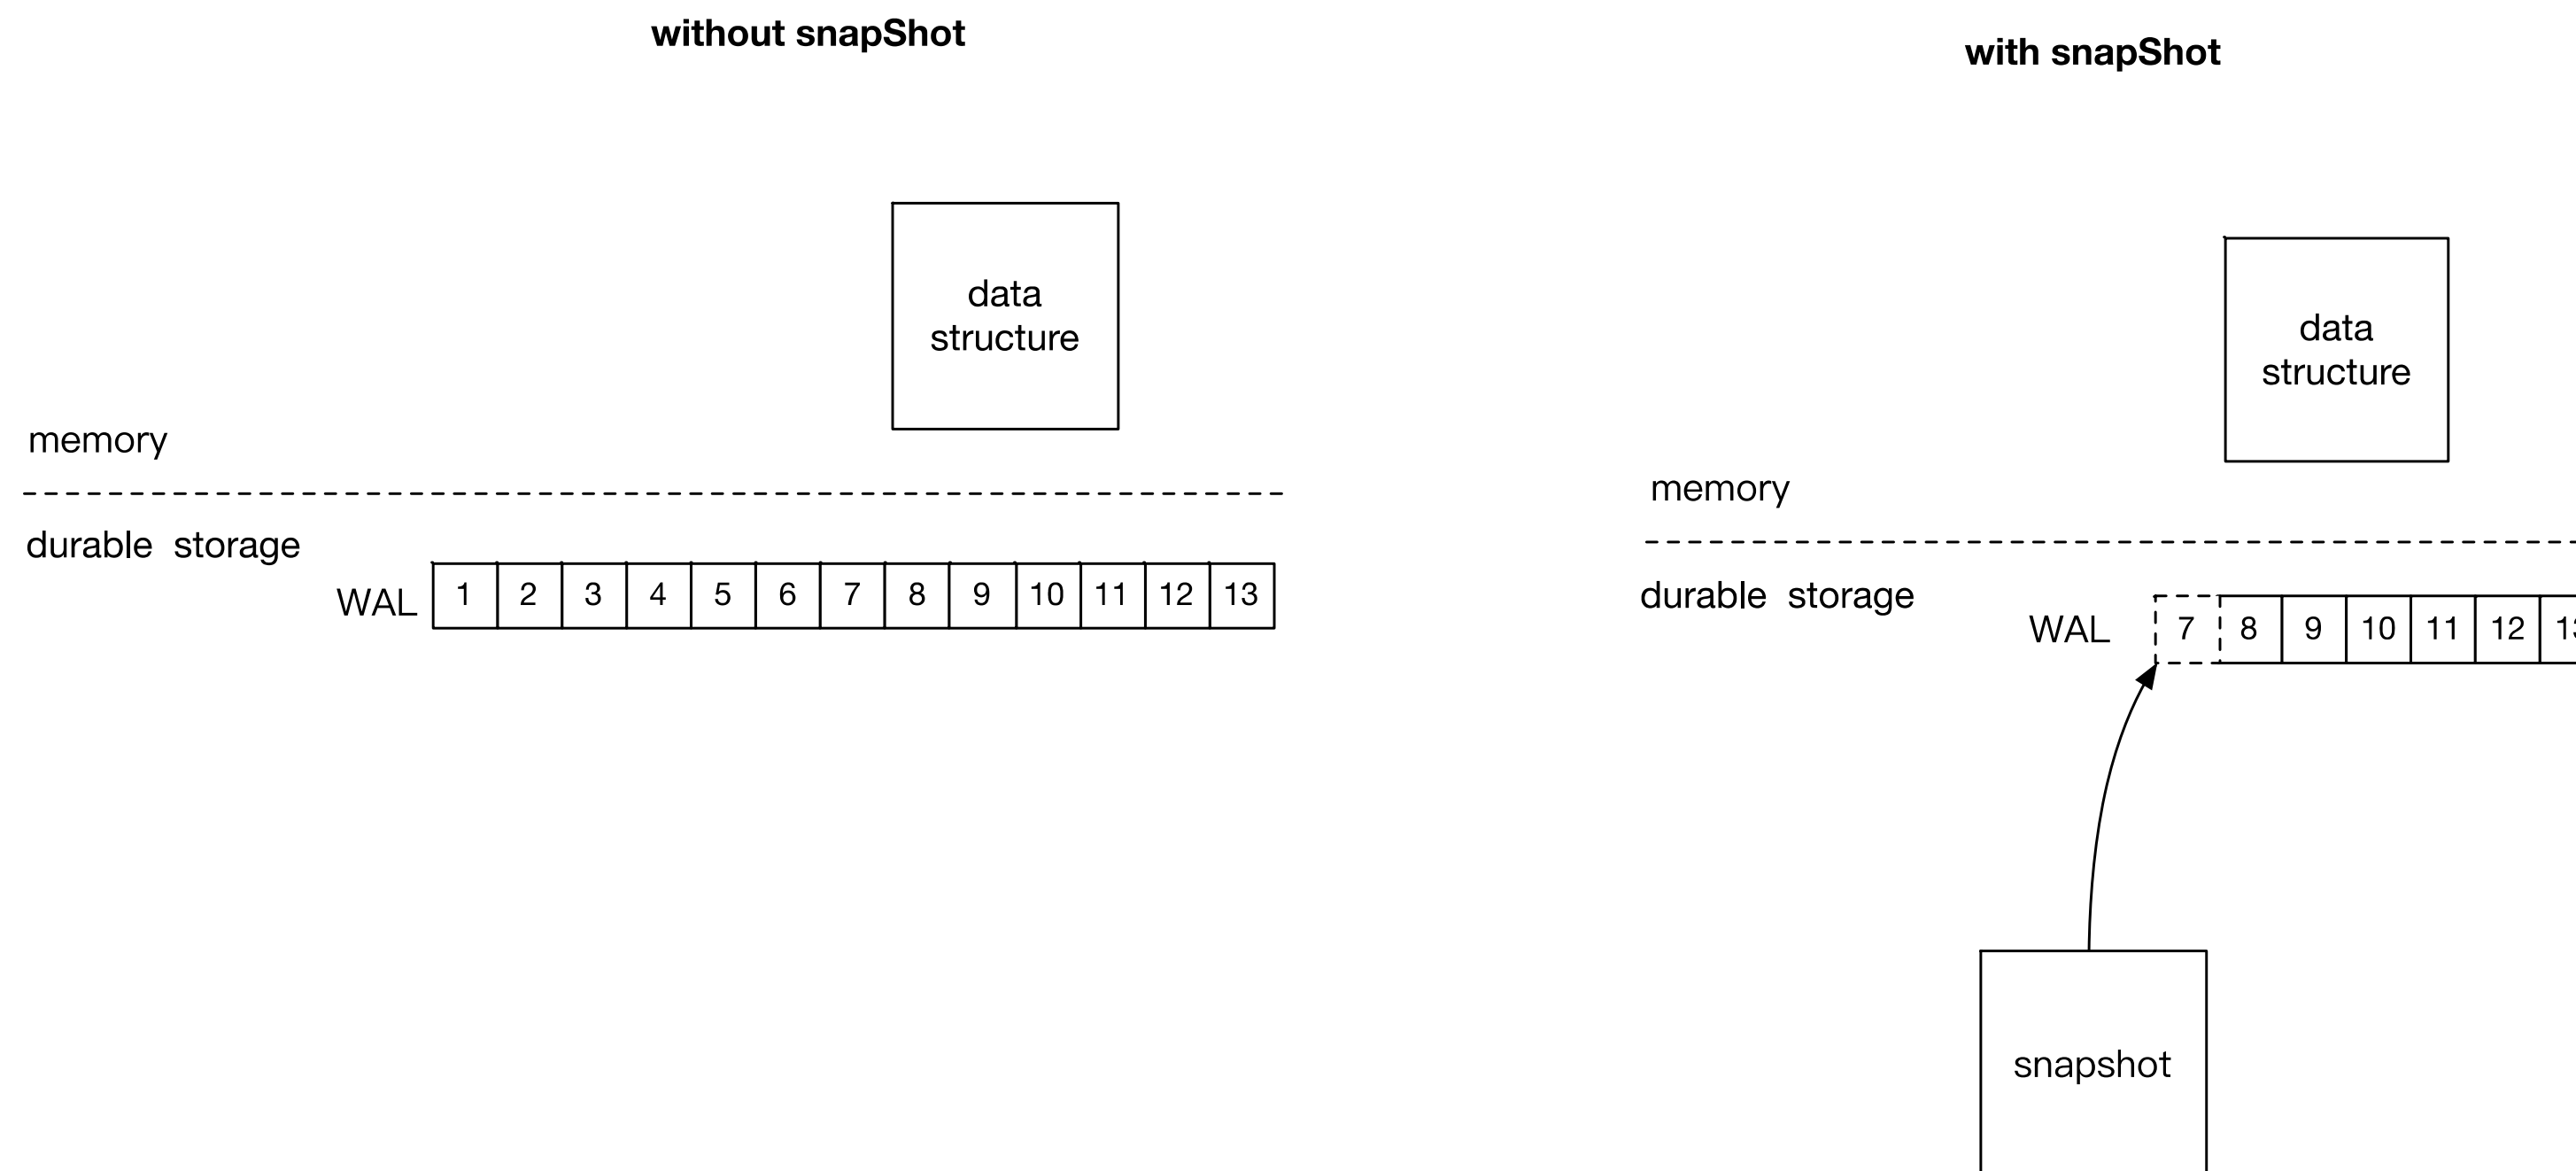 without snapShot
data
structure
memory
durable storage
WAL 1 2 3 4 5 6 7 8 9 10 11 12 13
with snapShot
data
structure
memory
durable storage
WAL 7 8 9 10 11 12
snapshot